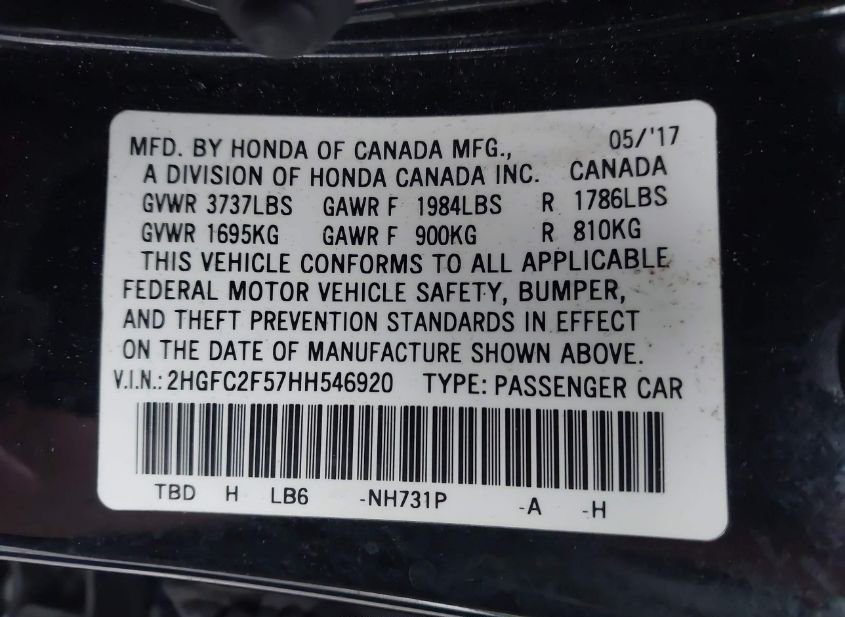 MFD. BY HONDA OF CANADA MFG., 05/'17
A DIVISION OF HONDA CANADA INC. CANADA
GVWR 3737LBS GAWR F 1984LBS R 1786LBS
GVWR 1695KG GAWR F 900KG R 810KG
THIS VEHICLE CONFORMS TO ALL APPLICABLE
FEDERAL MOTOR VEHICLE SAFETY, BUMPER,
AND THEFT PREVENTION STANDARDS IN EFFECT
ON THE DATE OF MANUFACTURE SHOWN ABOVE.
V.I.N.: 2HGFC2F57HH546920 TYPE: PASSENGER CAR
TBD H LB6 -NH731P -A -H